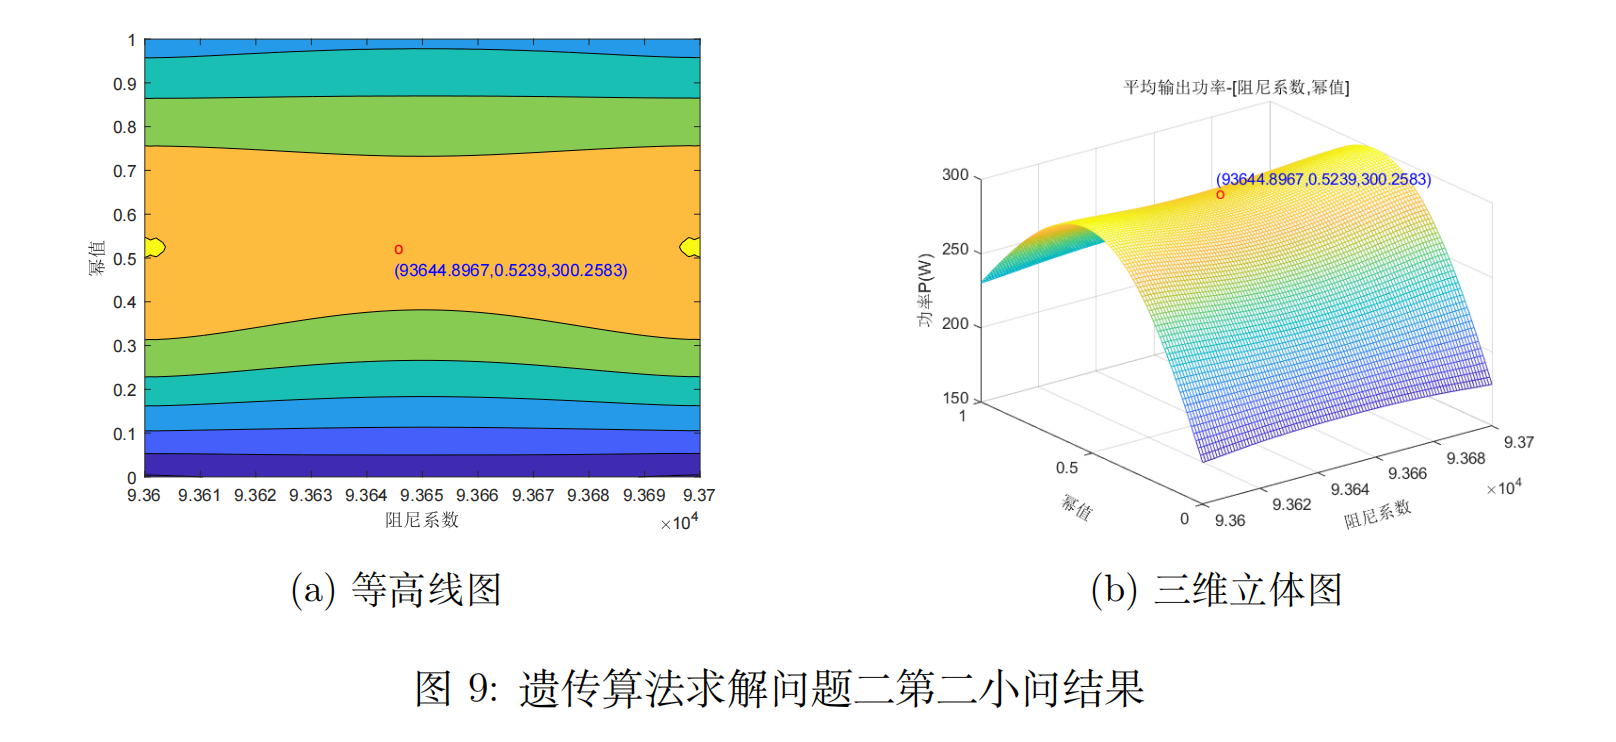 1
0.9
0.8
0.7
0.6
0.5
0.4
0.3
0.2
0.1
0
幂值
(93644.8967,0.5239,300.2583)
9.36 9.361 9.362 9.363 9.364 9.365 9.366 9.367 9.368 9.369 9.37
阻尼系数
×10⁴
(a) 等高线图
平均输出功率-[阻尼系数,幂值]
(93644.8967,0.5239,300.2583)
300
250
200
150
功率P(W)
1
0.5
0
幂值
9.36
9.362
9.364
9.366
9.368
9.37
×10⁴
阻尼系数
(b) 三维立体图
图 9: 遗传算法求解问题二第二小问结果